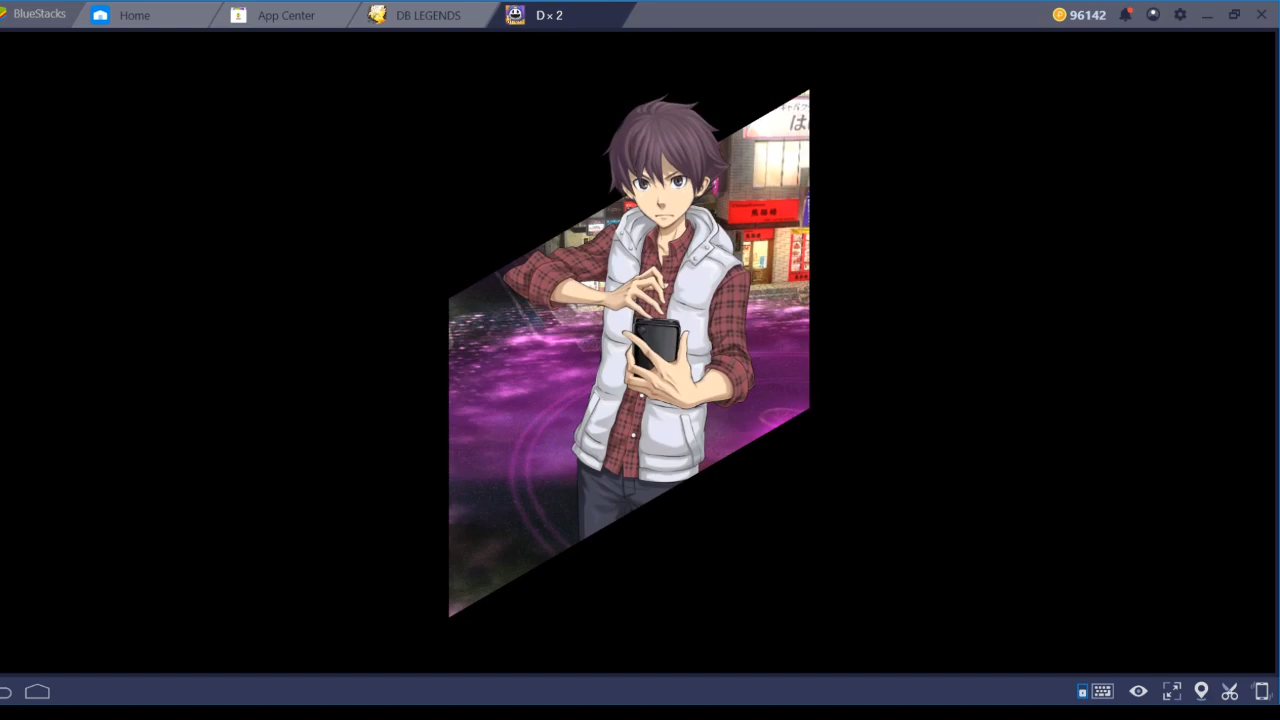 BlueStacks
Home
App Center
DB LEGENDS
D×2
96142
は